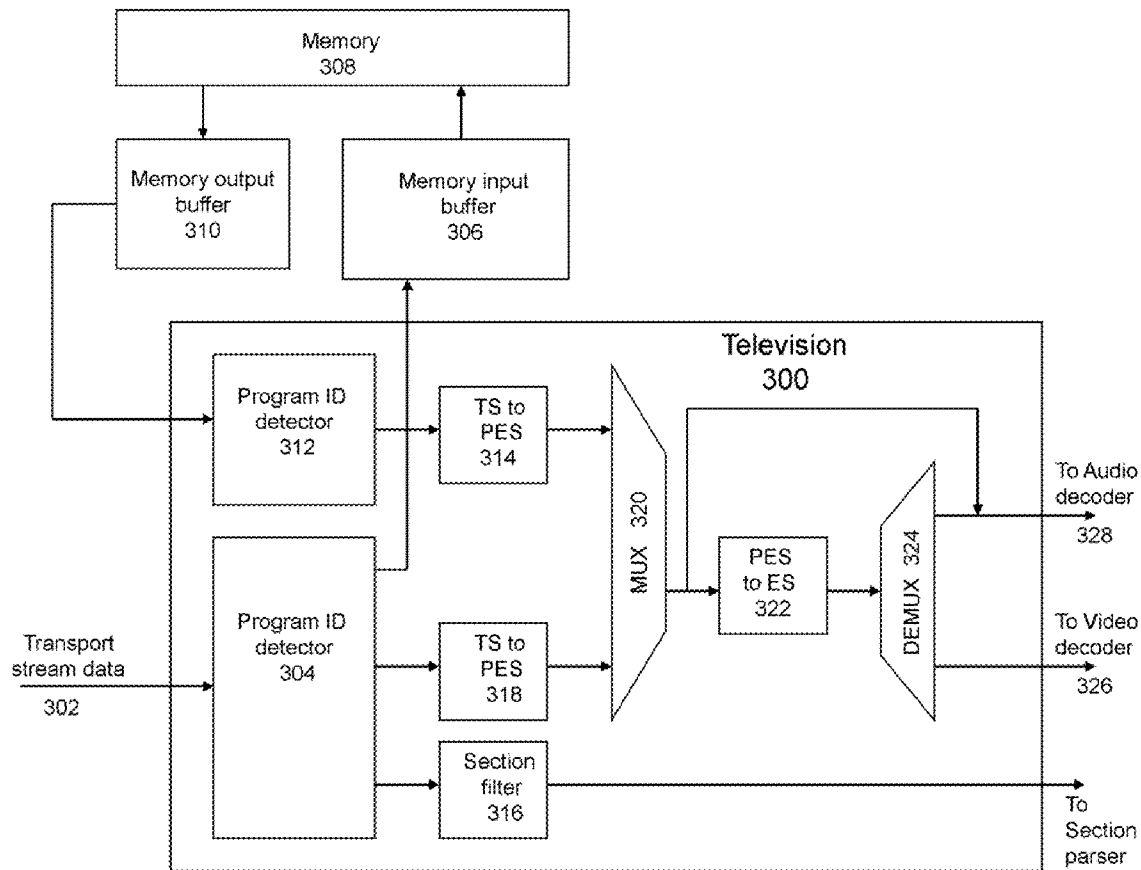 Memory
308
Memory output
buffer
310
Memory input
buffer
306
Television
300
Program ID
detector
312
TS to
PES
314
MUX 320
To Audio
decoder
328
PES
to ES
322
DEMUX 324
Program ID
detector
304
Transport
stream data
302
TS to
PES
318
To Video
decoder
326
Section
filter
316
To
Section
parser